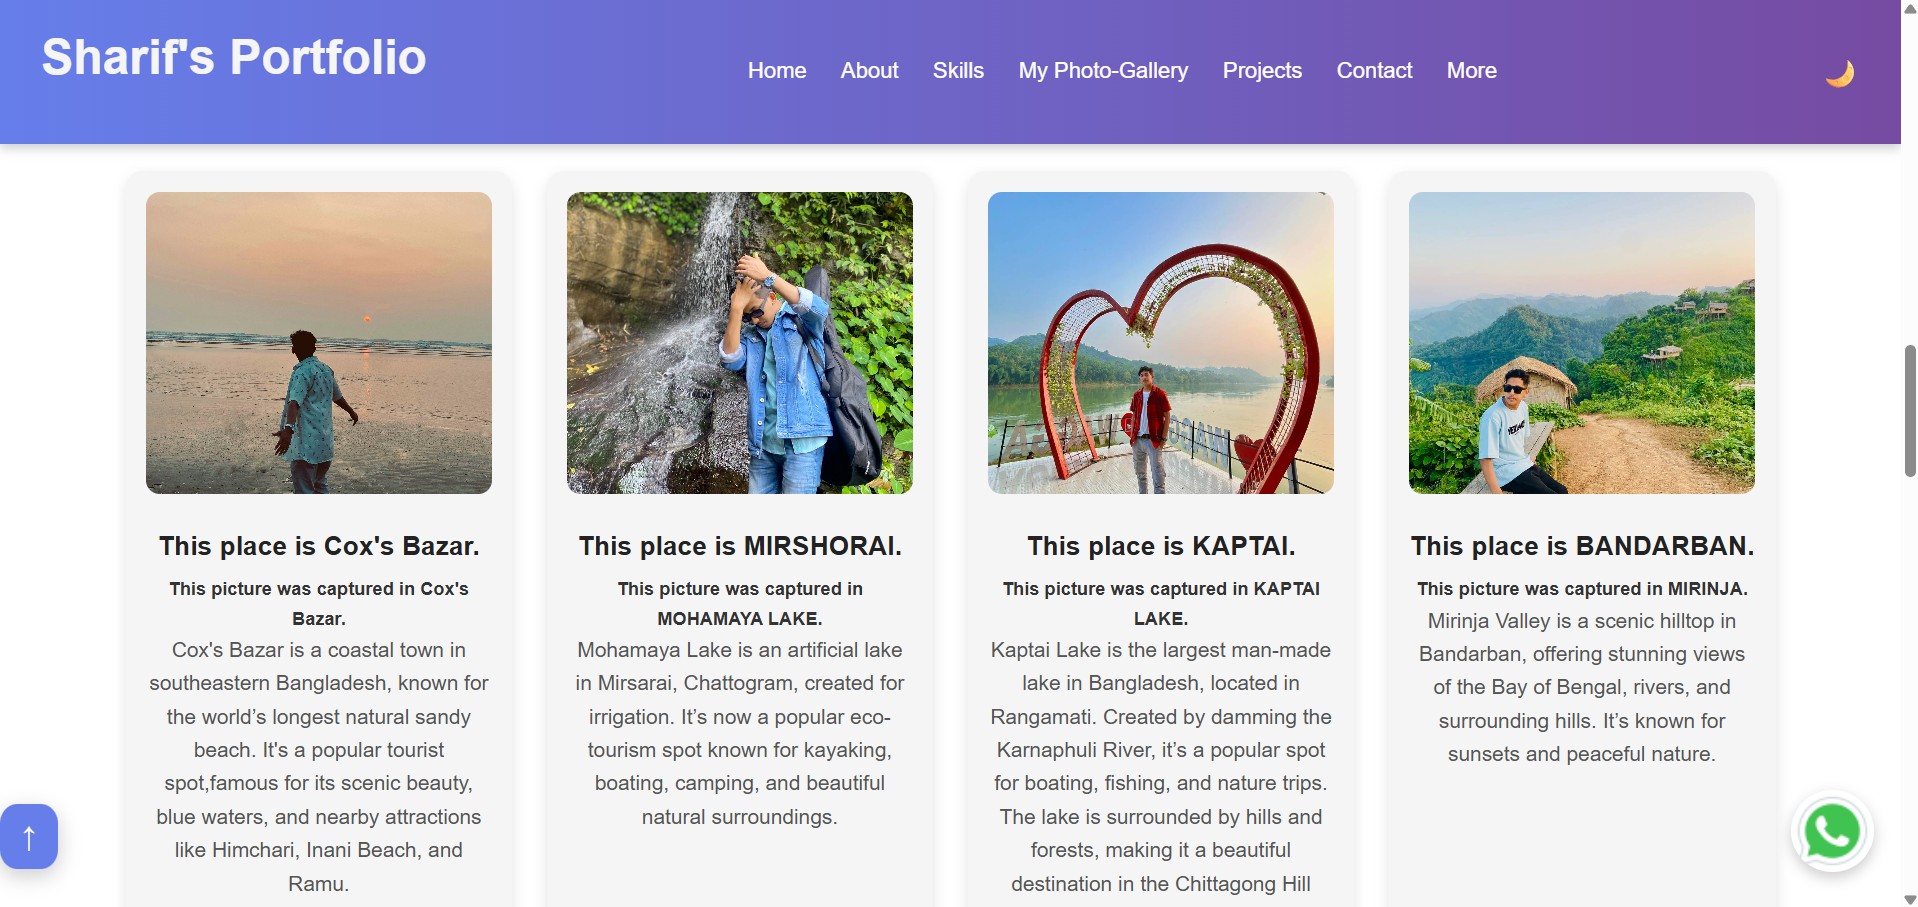 Sharif's Portfolio
Home About Skills My Photo-Gallery Projects Contact More
This place is Cox's Bazar.
This picture was captured in Cox's
Bazar.
Cox's Bazar is a coastal town in
southeastern Bangladesh, known for
the world’s longest natural sandy
beach. It's a popular tourist
spot,famous for its scenic beauty,
blue waters, and nearby attractions
like Himchari, Inani Beach, and
Ramu.
This place is MIRSHORAI.
This picture was captured in
MOHAMAYA LAKE.
Mohamaya Lake is an artificial lake
in Mirsarai, Chattogram, created for
irrigation. It’s now a popular eco-
tourism spot known for kayaking,
boating, camping, and beautiful
natural surroundings.
This place is KAPTAI.
This picture was captured in KAPTAI
LAKE.
Kaptai Lake is the largest man-made
lake in Bangladesh, located in
Rangamati. Created by damming the
Karnaphuli River, it’s a popular spot
for boating, fishing, and nature trips.
The lake is surrounded by hills and
forests, making it a beautiful
destination in the Chittagong Hill
This place is BANDARBAN.
This picture was captured in MIRINJA.
Mirinja Valley is a scenic hilltop in
Bandarban, offering stunning views
of the Bay of Bengal, rivers, and
surrounding hills. It’s known for
sunsets and peaceful nature.
↑